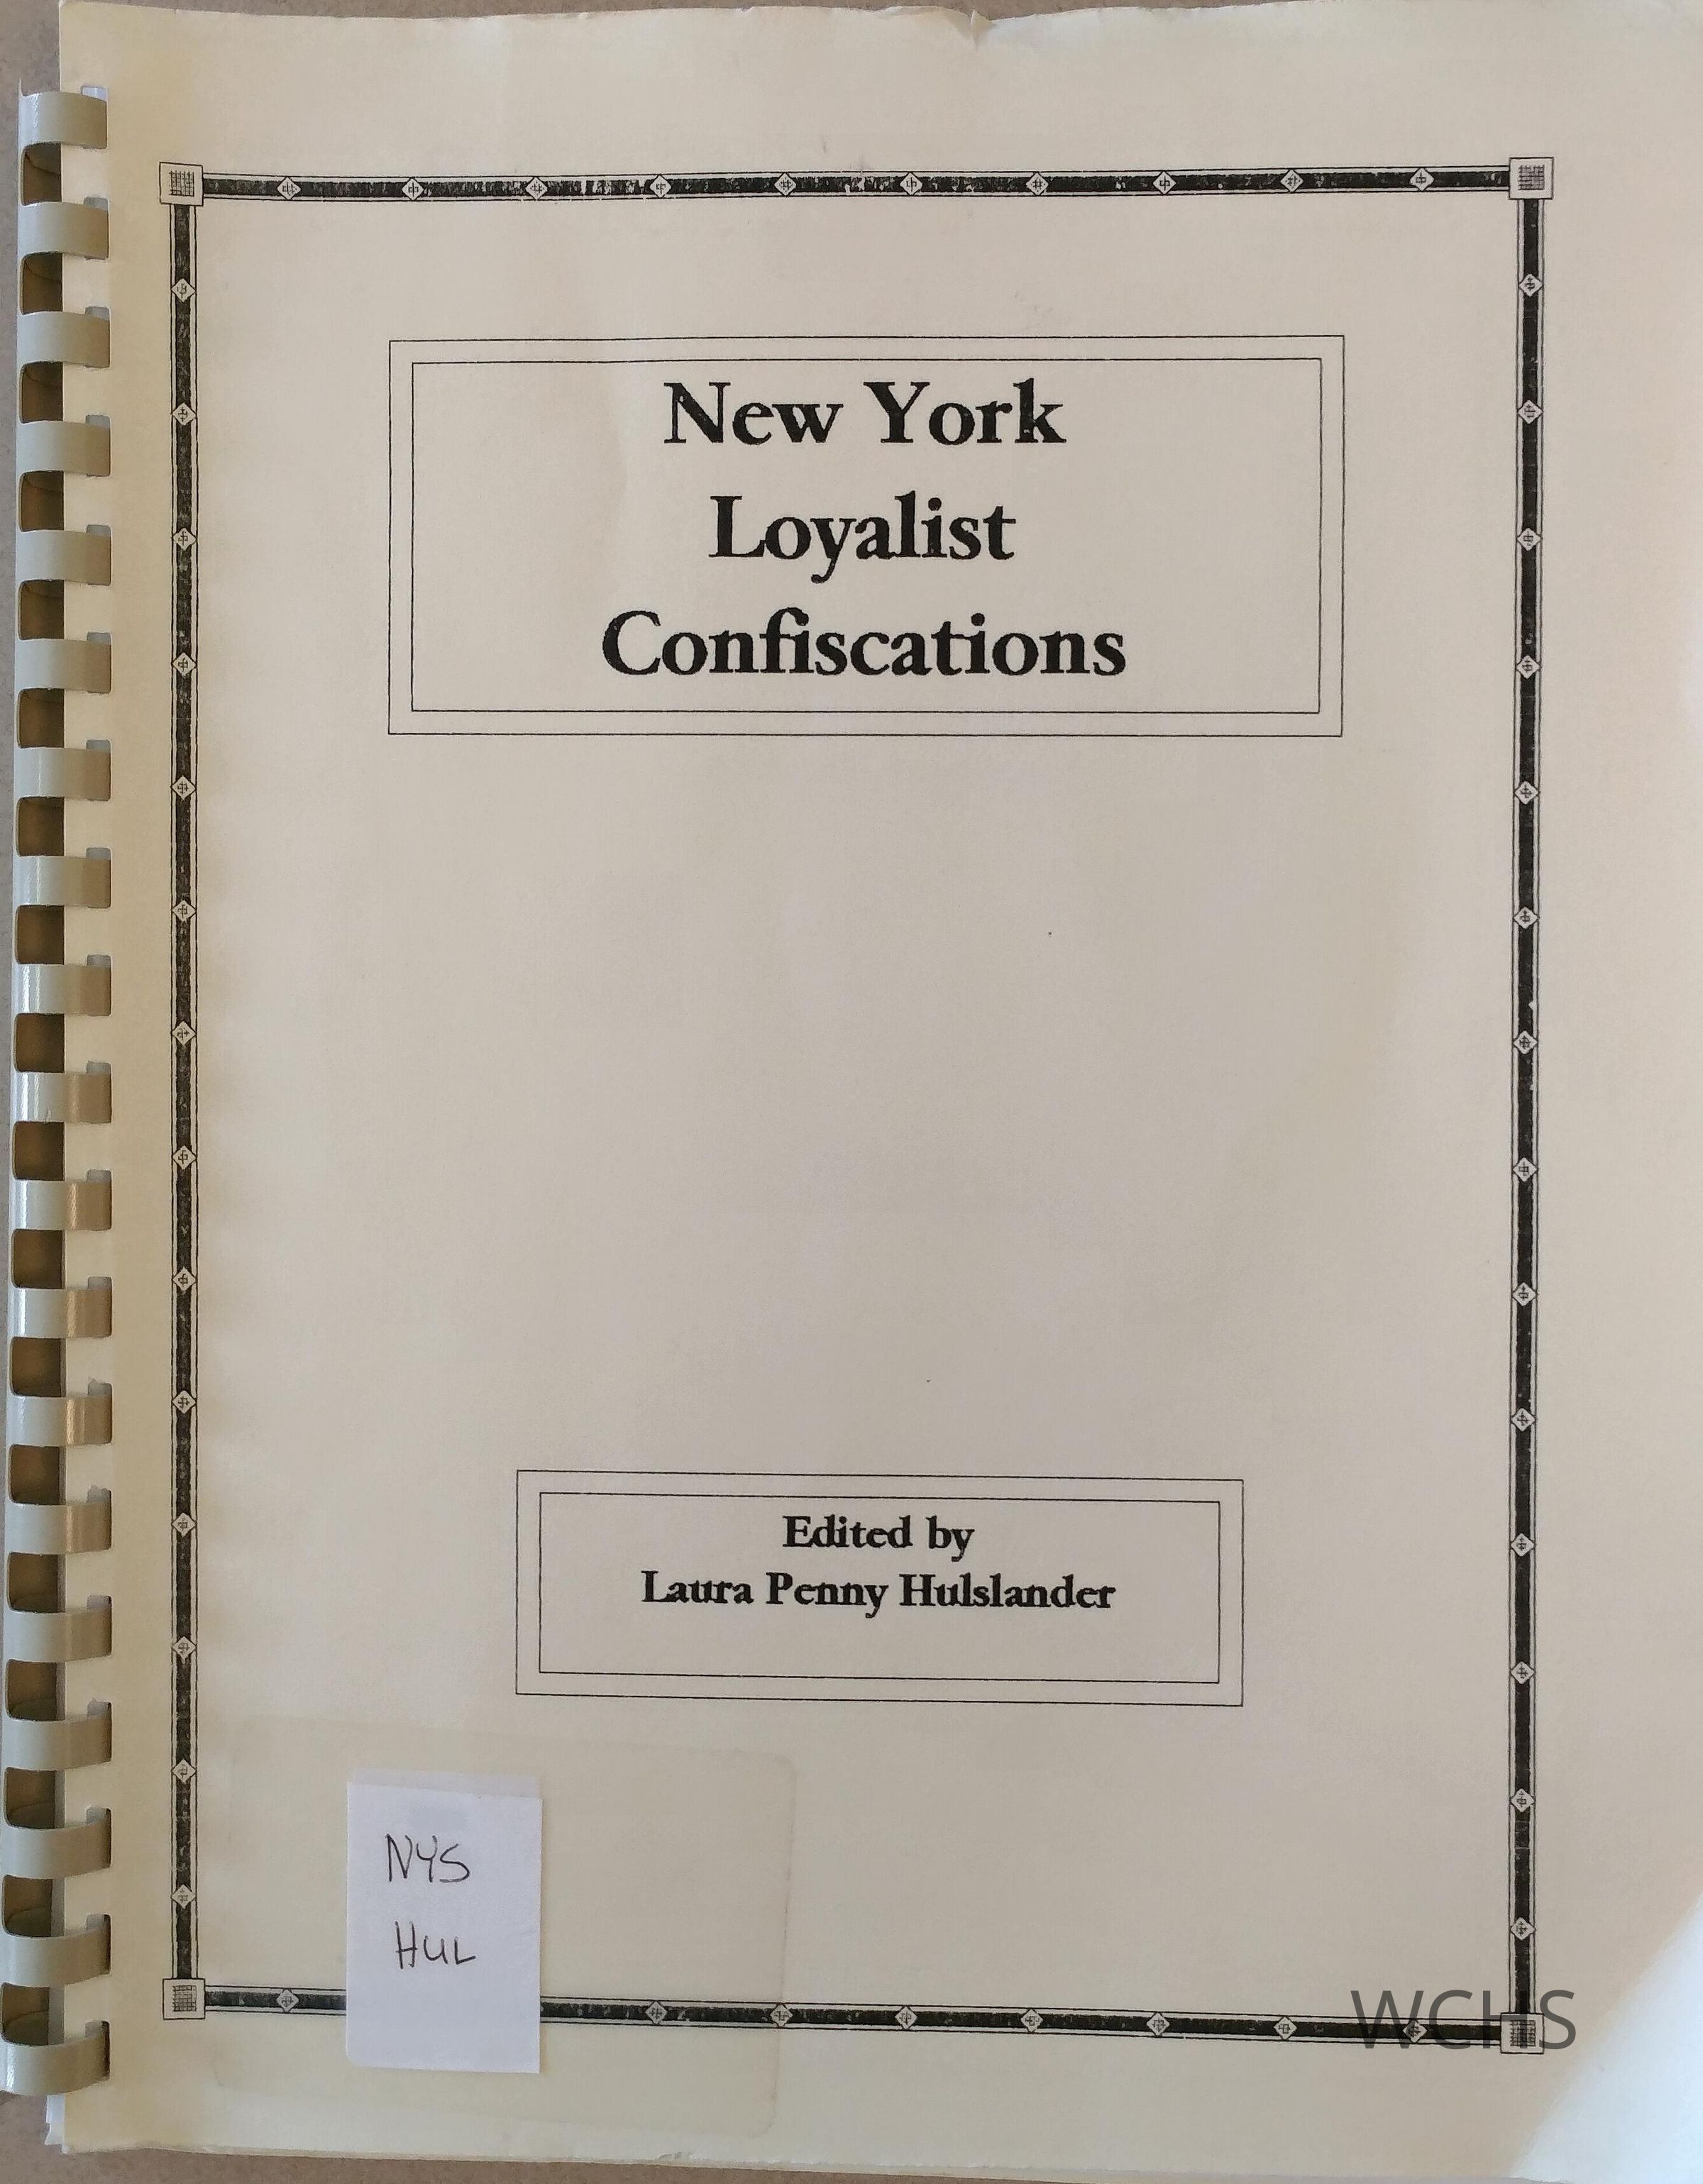 New York
Loyalist
Confiscations
Edited by
Laura Penny Hulslander
NYS
HUL
WCHS